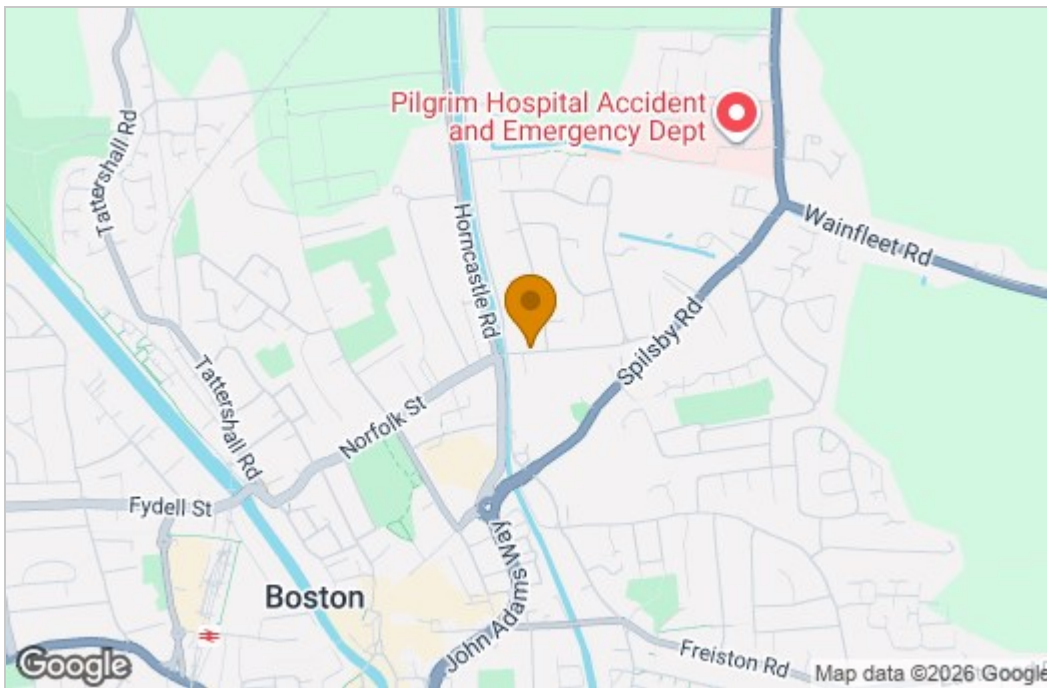 Pilgrim Hospital Accident
and Emergency Dept
Tattershall Rd
Horncastle Rd
Wainfleet Rd
Spilsby Rd
Tattershall Rd
Norfolk St
Fydell St
John Adams Way
Boston
Freiston Rd
Google
Map data ©2026 Google